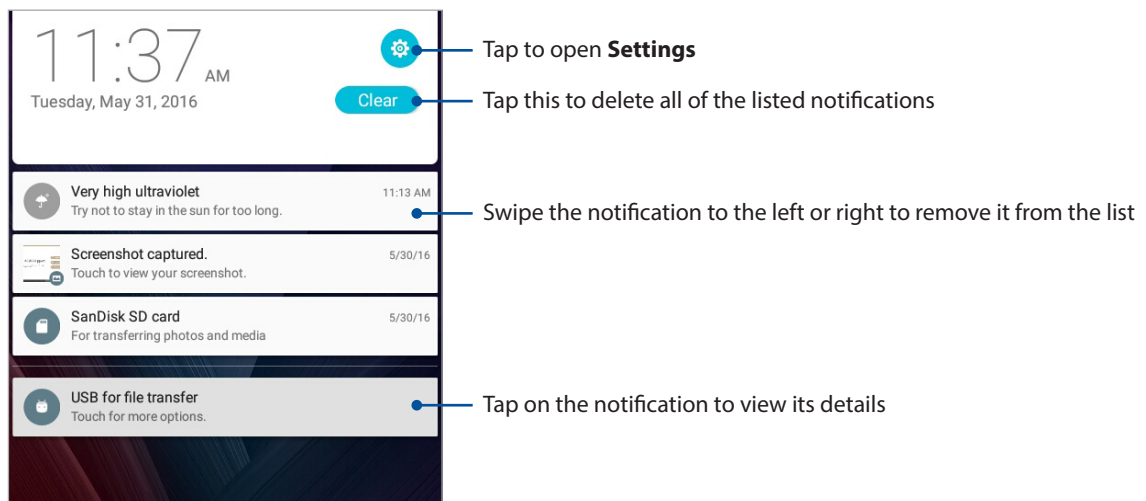 11:37 AM
Tuesday, May 31, 2016
Clear
Tap to open Settings
Tap this to delete all of the listed notifications
Very high ultraviolet
11:13 AM
Try not to stay in the sun for too long.
Swipe the notification to the left or right to remove it from the list
Screenshot captured.
5/30/16
Touch to view your screenshot.
SanDisk SD card
5/30/16
For transferring photos and media
USB for file transfer
Touch for more options.
Tap on the notification to view its details